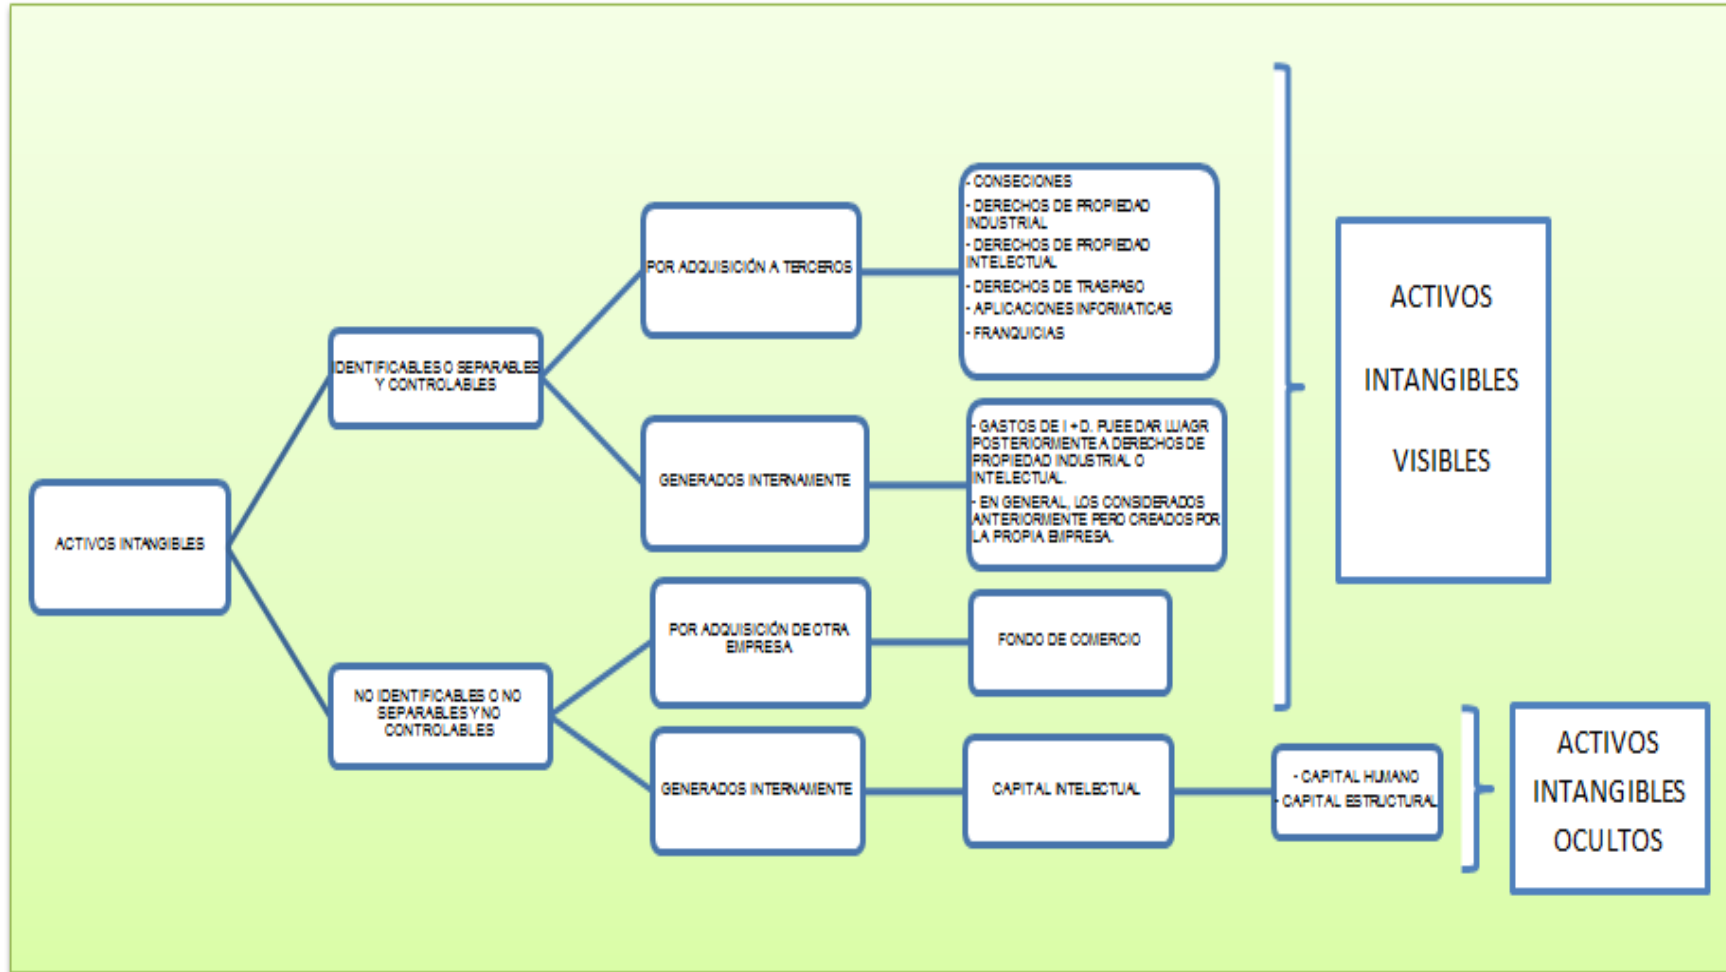 ACTIVOS INTANGIBLES
IDENTIFICABLES O SEPARABLES
Y CONTROLABLES
POR ADQUISICIÓN A TERCEROS
- CONSECIONES
- DERECHOS DE PROPIEDAD
INDUSTRIAL
- DERECHOS DE PROPIEDAD
INTELECTUAL
- DERECHOS DE TRASPASO
- APLICACIONES INFORMATICAS
- FRANQUICIAS
GENERADOS INTERNAMENTE
- GASTOS DE I + D. PUEEDAR LUAGR
POSTERIORMENTE A DERECHOS DE
PROPIEDAD INDUSTRIAL O
INTELECTUAL.
- EN GENERAL, LOS CONSIDERADOS
ANTERIORMENTE PERO CREADOS POR
LA PROPIA EMPRESA.
ACTIVOS
INTANGIBLES
VISIBLES
NO IDENTIFICABLES O NO
SEPARABLES Y NO
CONTROLABLES
POR ADQUISICIÓN DE OTRA
EMPRESA
FONDO DE COMERCIO
GENERADOS INTERNAMENTE
CAPITAL INTELECTUAL
- CAPITAL HUMANO
- CAPITAL ESTRUCTURAL
ACTIVOS
INTANGIBLES
OCULTOS